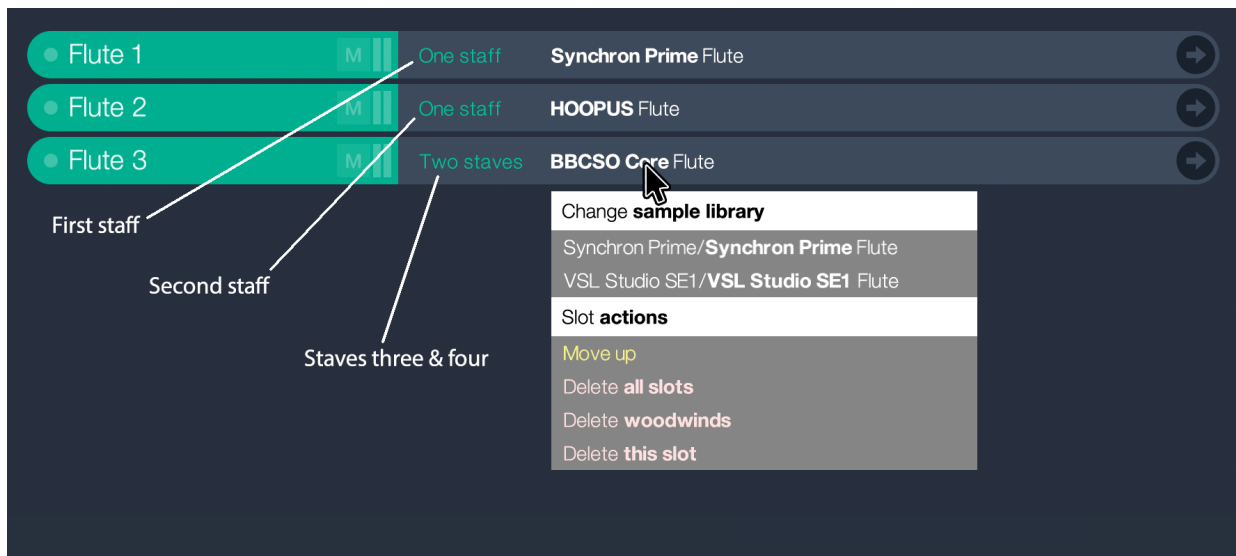 Flute 1 M One staff Synchron Prime Flute
Flute 2 M One staff HOOPUS Flute
Flute 3 M Two staves BBCSO Core Flute
First staff
Second staff
Staves three & four
Change sample library
Synchron Prime/Synchron Prime Flute
VSL Studio SE1/VSL Studio SE1 Flute
Slot actions
Move up
Delete all slots
Delete woodwinds
Delete this slot